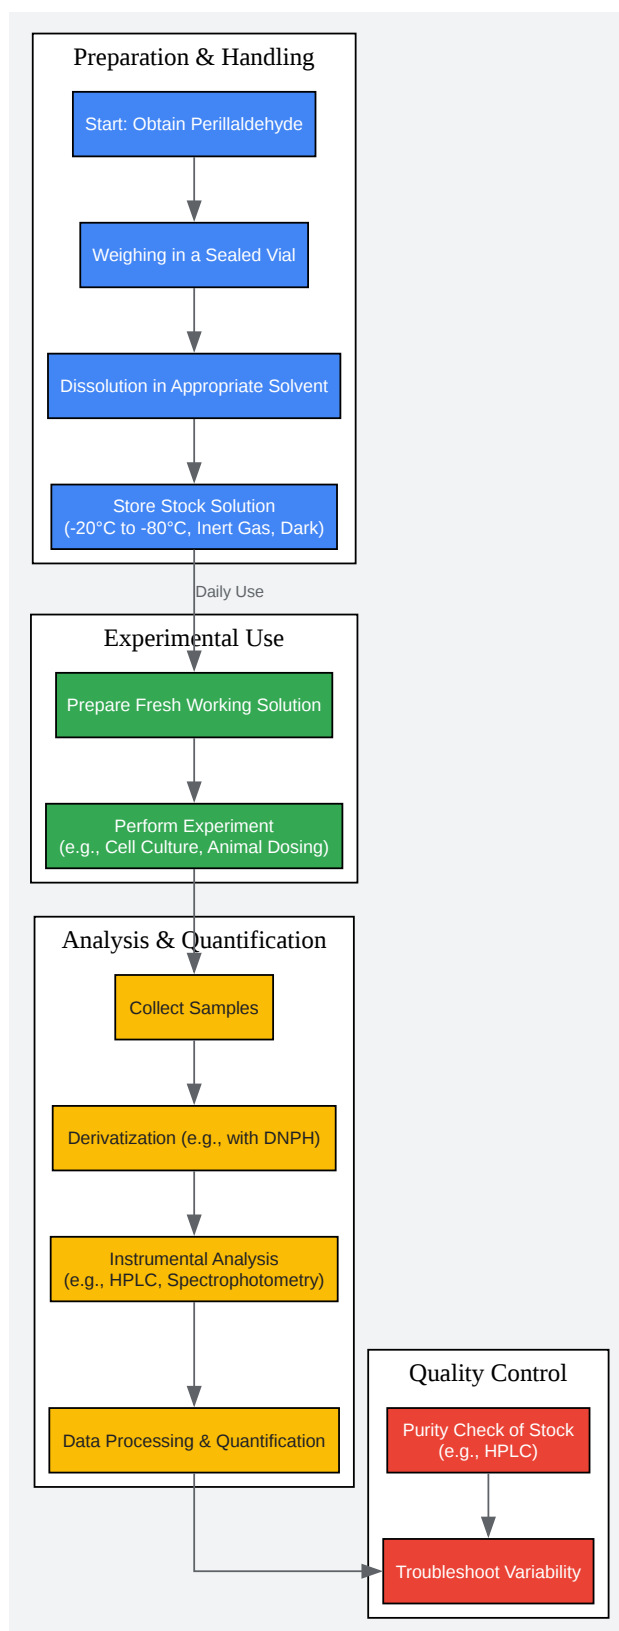 Preparation & Handling
Start: Obtain Perillaldehyde
Weighing in a Sealed Vial
Dissolution in Appropriate Solvent
Store Stock Solution
(-20°C to -80°C, Inert Gas, Dark)
Daily Use
Experimental Use
Prepare Fresh Working Solution
Perform Experiment
(e.g., Cell Culture, Animal Dosing)
Analysis & Quantification
Collect Samples
Derivatization (e.g., with DNPH)
Instrumental Analysis
(e.g., HPLC, Spectrophotometry)
Data Processing & Quantification
Quality Control
Purity Check of Stock
(e.g., HPLC)
Troubleshoot Variability